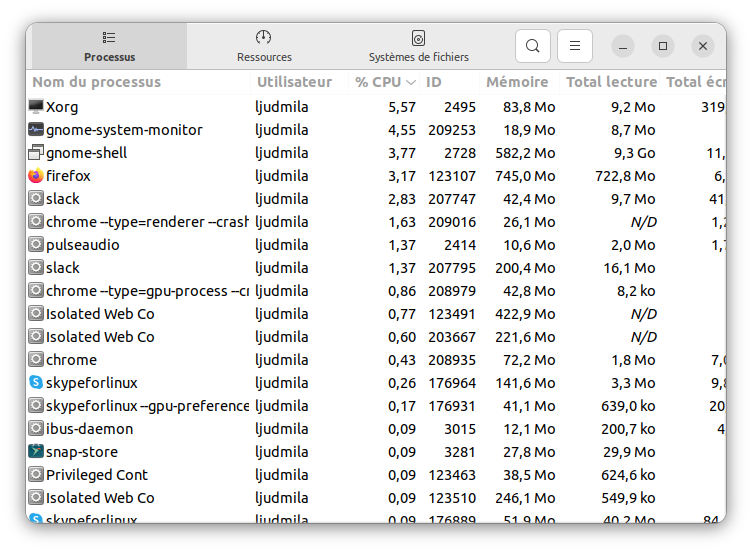 Processus Ressources Systèmes de fichiers
Nom du processus Utilisateur % CPU ID Mémoire Total lecture Total écr
Xorg ljudmila 5,57 2495 83,8 Mo 9,2 Mo 319
gnome-system-monitor ljudmila 4,55 209253 18,9 Mo 8,7 Mo
gnome-shell ljudmila 3,77 2728 582,2 Mo 9,3 Go 11,
firefox ljudmila 3,17 123107 745,0 Mo 722,8 Mo 6,
slack ljudmila 2,83 207747 42,4 Mo 9,7 Mo 41
chrome --type=renderer --crash ljudmila 1,63 209016 26,1 Mo N/D 1,2
pulseaudio ljudmila 1,37 2414 10,6 Mo 2,0 Mo 1,7
slack ljudmila 1,37 207795 200,4 Mo 16,1 Mo
chrome --type=gpu-process --cr ljudmila 0,86 208979 42,8 Mo 8,2 ko
Isolated Web Co ljudmila 0,77 123491 422,9 Mo N/D
Isolated Web Co ljudmila 0,60 203667 221,6 Mo N/D
chrome ljudmila 0,43 208935 72,2 Mo 1,8 Mo 7,0
skypeforlinux ljudmila 0,26 176964 141,6 Mo 3,3 Mo 9,8
skypeforlinux --gpu-preference ljudmila 0,17 176931 41,1 Mo 639,0 ko 20
ibus-daemon ljudmila 0,09 3015 12,1 Mo 200,7 ko 4
snap-store ljudmila 0,09 3281 27,8 Mo 29,9 Mo
Privileged Cont ljudmila 0,09 123463 38,5 Mo 624,6 ko
Isolated Web Co ljudmila 0,09 123510 246,1 Mo 549,9 ko
skypeforlinux ljudmila 0,09 176889 51,9 Mo 40,2 Mo 84